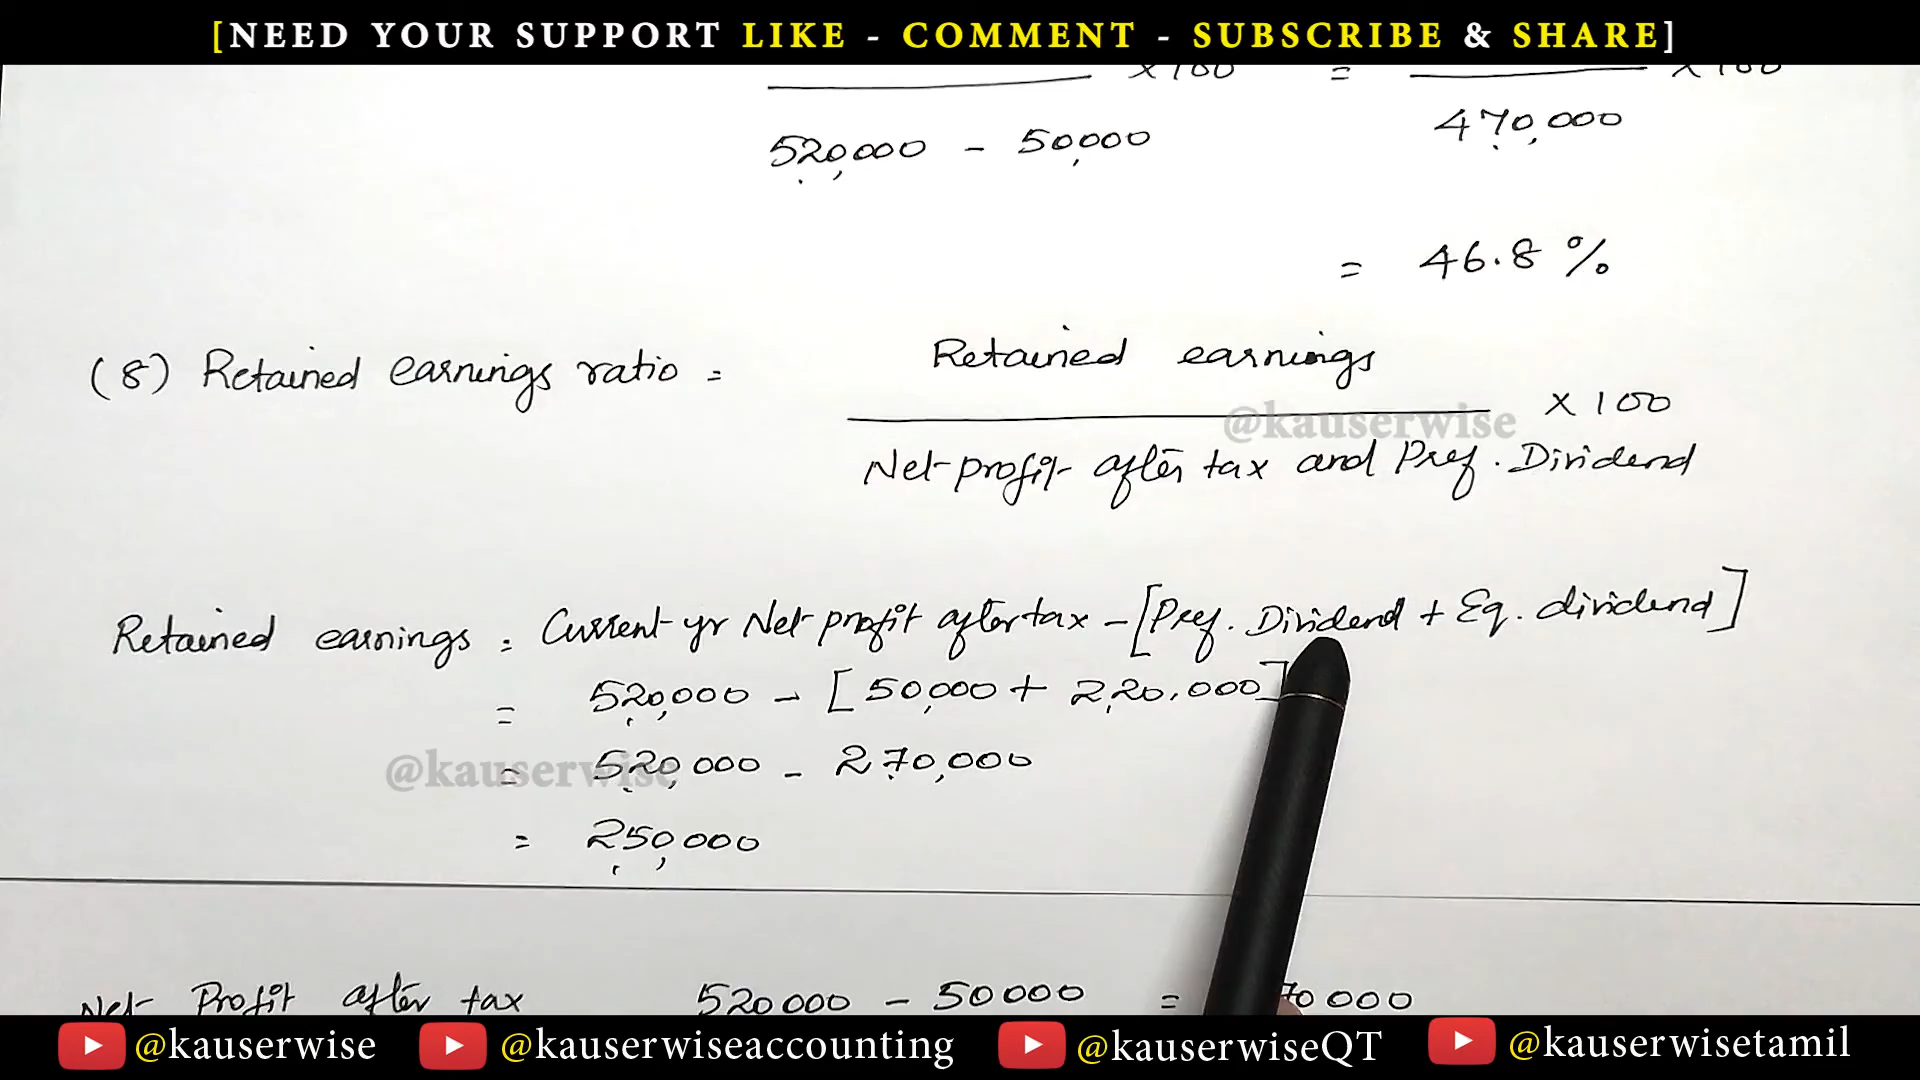 [NEED YOUR SUPPORT LIKE - COMMENT - SUBSCRIBE & SHARE]
x 100 = x 100
520,000 - 50,000 470,000
= 46.8 %
(8) Retained earnings ratio = Retained earnings
x 100
@kauserwise
Net profit after tax and Pref. Dividend
Retained earnings = Current yr Net profit after tax - [Pref. Dividend + Eq. dividend]
= 520,000 - [50,000 + 2,20,000]
= 520,000 - 270,000
@kauserwise
= 250,000
Net Profit after tax 520000 - 50000 = 70000
@kauserwise @kauserwiseaccounting @kauserwiseQT @kauserwisetamil